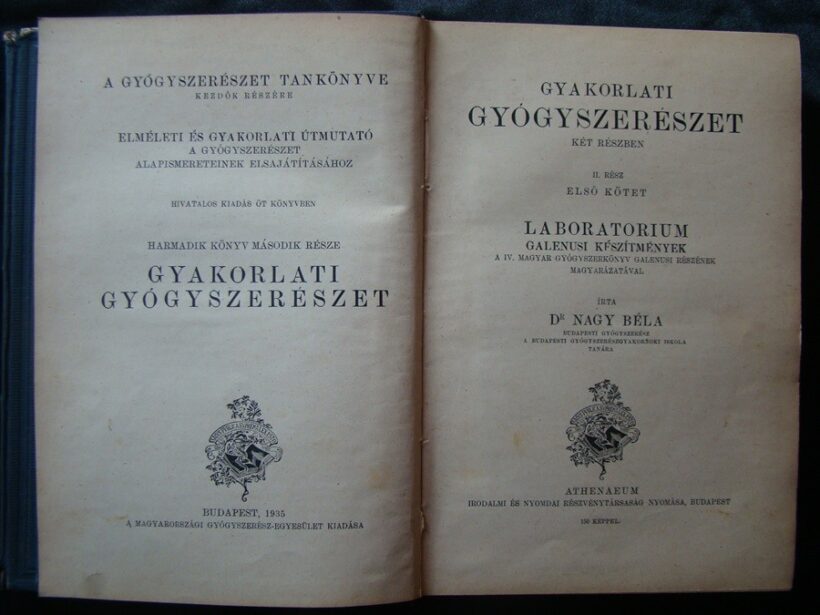 A GYÓGYSZERÉSZET TANKÖNYVE
KEZDŐK RÉSZÉRE
ELMÉLETI ÉS GYAKORLATI ÚTMUTATÓ
A GYÓGYSZERÉSZET
ALAPISMERETEINEK ELSAJÁTÍTÁSÁHOZ
HIVATALOS KIADÁS ÖT KÖNYVBEN
HARMADIK KÖNYV MÁSODIK RÉSZE
GYAKORLATI
GYÓGYSZERÉSZET
BUDAPEST, 1935
A MAGYARORSZÁGI GYÓGYSZERÉSZ-EGYESÜLET KIADÁSA
GYAKORLATI
GYÓGYSZERÉSZET
KÉT RÉSZBEN
II. RÉSZ
ELSŐ KÖTET
LABORATORIUM
GALENUSI KÉSZÍTMÉNYEK
A IV. MAGYAR GYÓGYSZERKÖNYV GALENUSI RÉSZÉNEK
MAGYARÁZATÁVAL
ÍRTA
DR NAGY BÉLA
BUDAPESTI GYÓGYSZERÉSZ
A BUDAPESTI GYÓGYSZERÉSZGYAKORNOKI ISKOLA
TANÁRA
ATHENAEUM
IRODALMI ÉS NYOMDAI RÉSZVÉNYTÁRSASÁG NYOMÁSA, BUDAPEST
150 KÉPPEL.